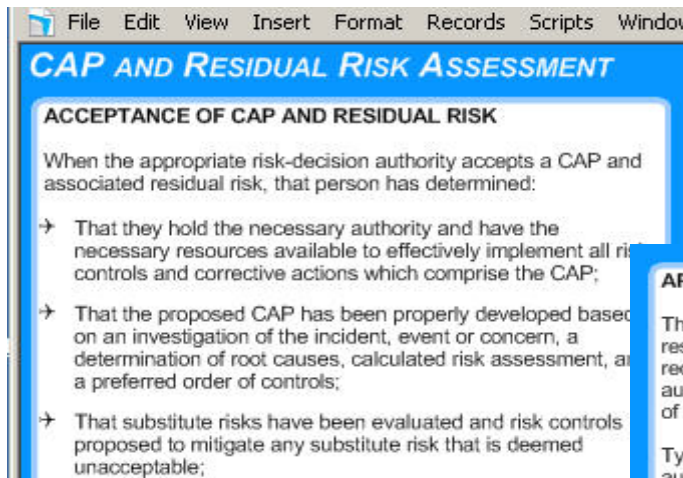 File Edit View Insert Format Records Scripts
CAP AND RESIDUAL RISK ASSESSMENT
ACCEPTANCE OF CAP AND RESIDUAL RISK
When the appropriate risk-decision authority accepts a CAP and
associated residual risk, that person has determined:
That they hold the necessary authority and have the
necessary resources available to effectively implement all
controls and corrective actions which comprise the CAP;
That the proposed CAP has been properly developed based
on an investigation of the incident, event or concern, a
determination of root causes, calculated risk assessment,
a preferred order of controls;
That substitute risks have been evaluated and risk controls
proposed to mitigate any substitute risk that is deemed
unacceptable;
of